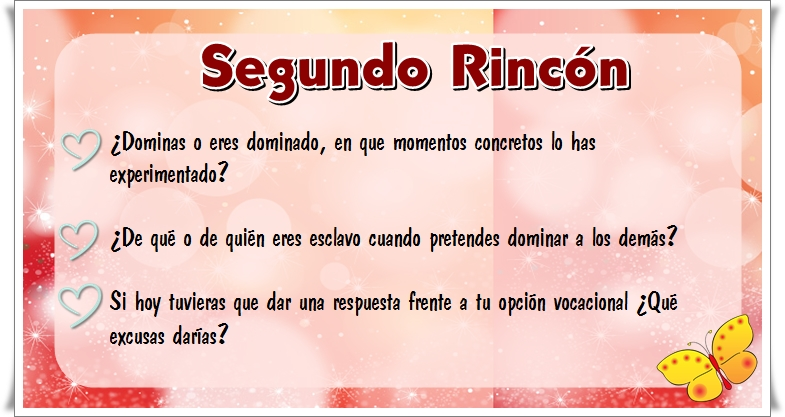 Segundo Rincón
¿Dominas o eres dominado, en que momentos concretos lo has
experimentado?
¿De qué o de quién eres esclavo cuando pretendes dominar a los demás?
Si hoy tuvieras que dar una respuesta frente a tu opción vocacional ¿Qué
excusas darías?